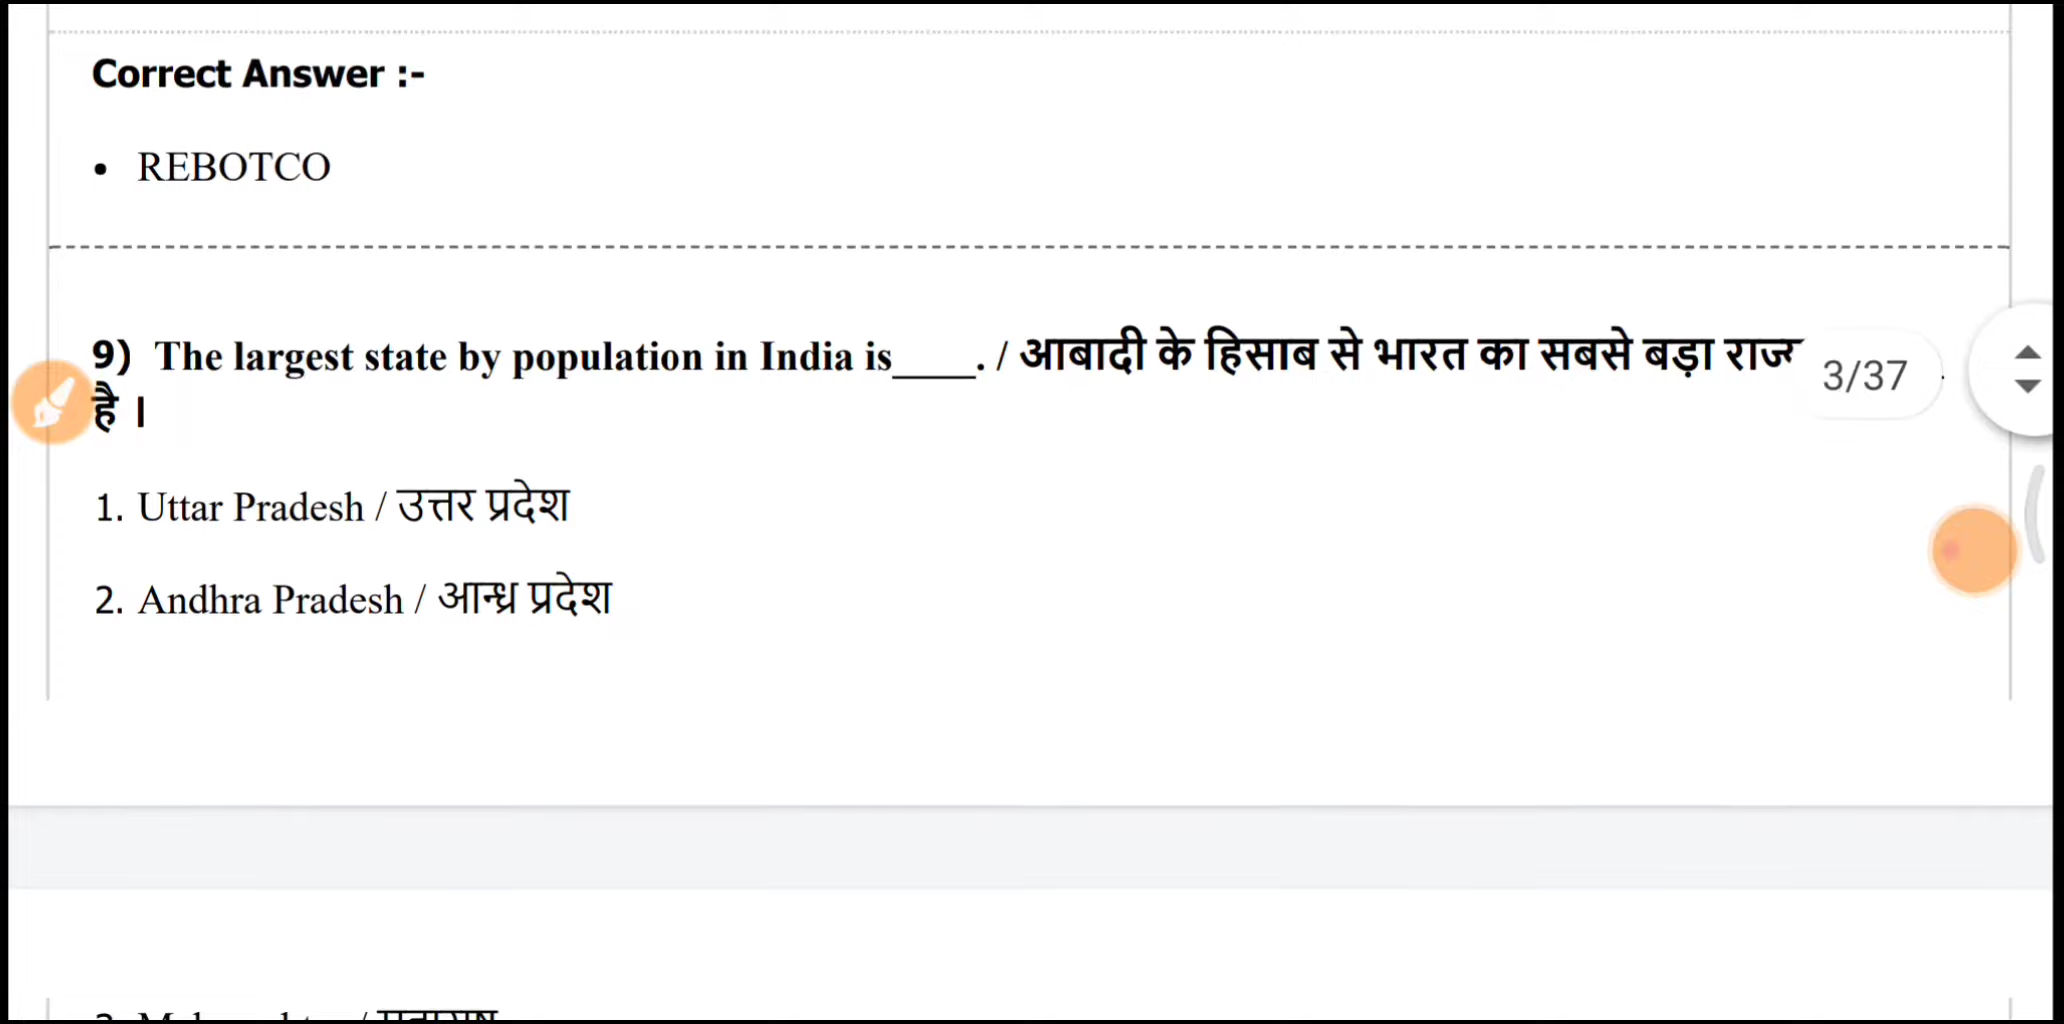 Correct Answer :-
• REBOTCO
9) The largest state by population in India is____. / आबादी के हिसाब से भारत का सबसे बड़ा
3/37
है ।
1. Uttar Pradesh / उत्तर प्रदेश
2. Andhra Pradesh / आन्ध्र प्रदेश